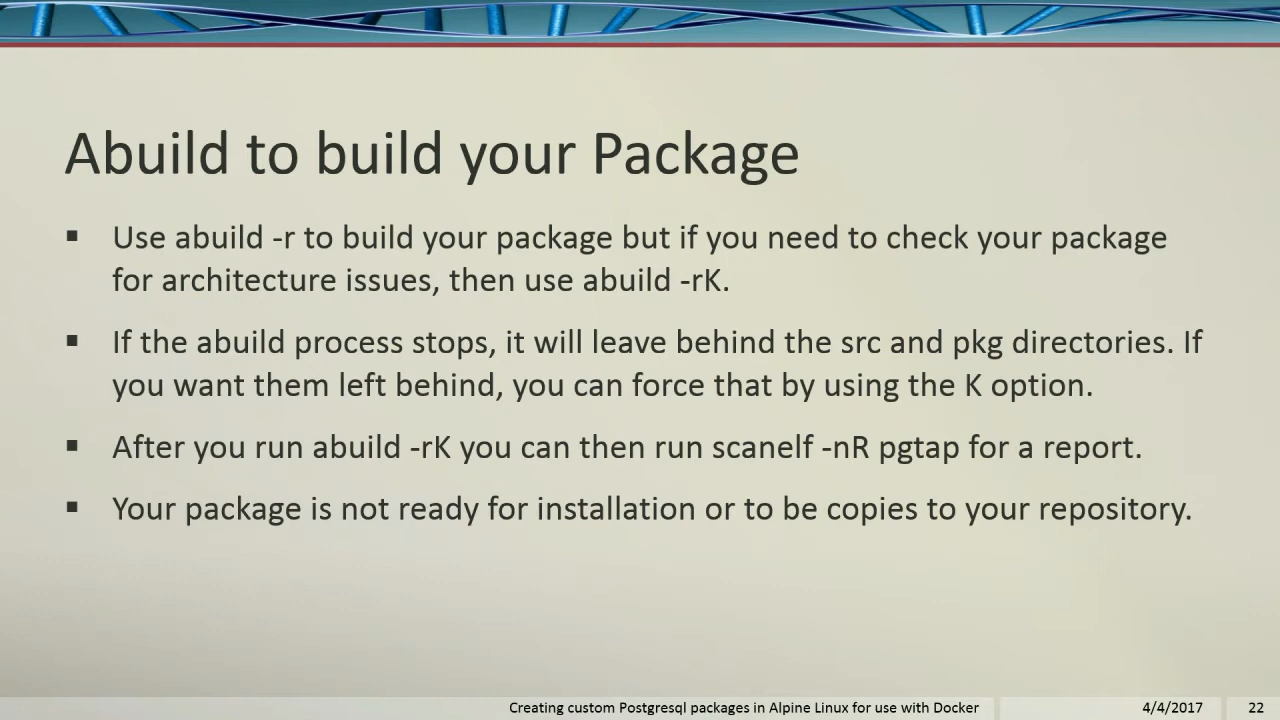 Abuild to build your Package
▪ Use abuild -r to build your package but if you need to check your package
for architecture issues, then use abuild -rK.
▪ If the abuild process stops, it will leave behind the src and pkg directories. If
you want them left behind, you can force that by using the K option.
▪ After you run abuild -rK you can then run scanelf -nR pgtap for a report.
▪ Your package is not ready for installation or to be copies to your repository.
Creating custom Postgresql packages in Alpine Linux for use with Docker
4/4/2017
22